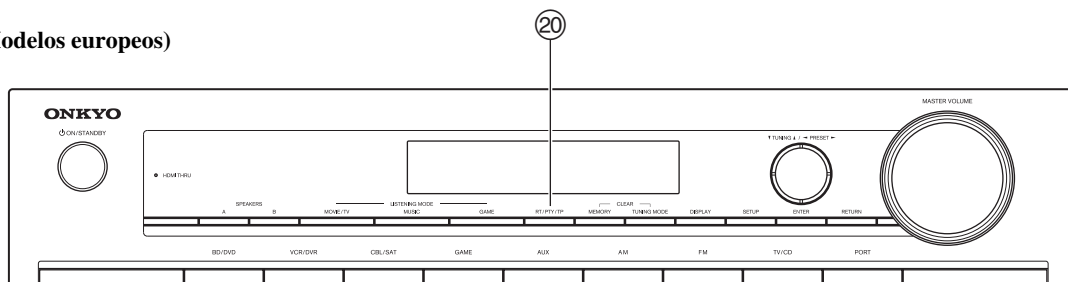 ⑳
odelos europeos)
ONKYO
ON/STANDBY
MASTER VOLUME
TUNING / PRESET
HDMI THRU
SPEAKERS
LISTENING MODE
CLEAR
A B MOVIE/TV MUSIC GAME RT/PTY/TP MEMORY TUNING MODE DISPLAY SETUP ENTER RETURN
BD/DVD VCR/DVR CBL/SAT GAME AUX AM FM TV/CD PORT